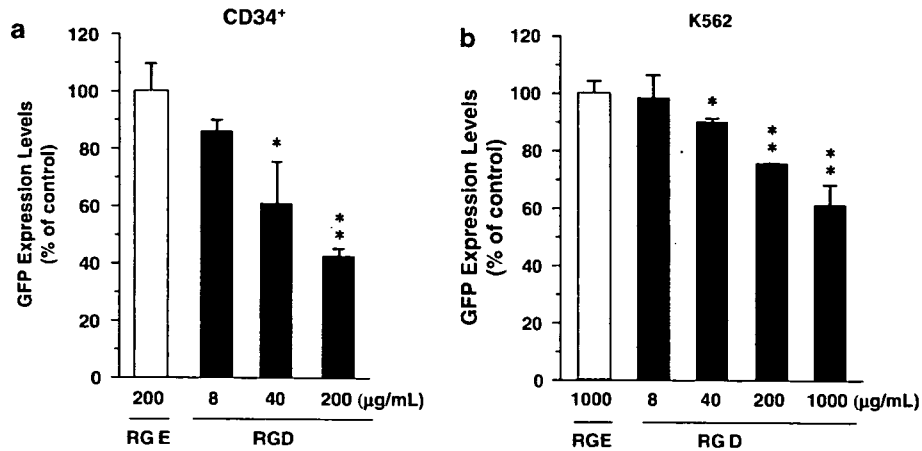 a
CD34+
GFP Expression Levels
(% of control)
120
100
80
60
40
20
0
*
**
200 8 40 200 (μg/mL)
RGE RGD
b
K562
GFP Expression Levels
(% of control)
120
100
80
60
40
20
0
*
**
**
1000 8 40 200 1000 (μg/mL)
RGE RGD